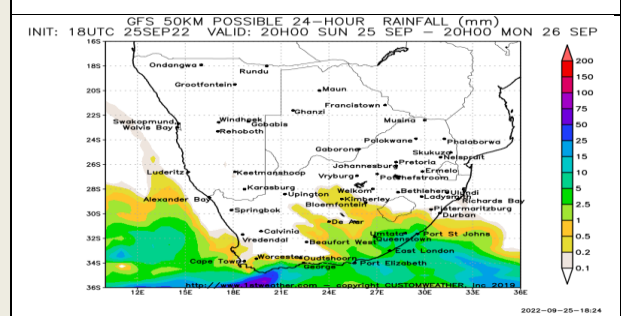 GFS 50KM POSSIBLE 24-HOUR RAINFALL (mm)
INIT: 18UTC 25SEP22 VALID: 20H00 SUN 25 SEP - 20H00 MON 26 SEP
16S
18S
20S
22S
24S
26S
28S
30S
32S
34S
36S
Ondangwa
Rundu
Grootfontein
Maun
Francistown
Ghanzi
Swakopmund
Windhoek
Gobabis
Musina
Walvis Bay
Rehoboth
Polokwane
Phalaborwa
Gaborone
Skukuza
Johannesburg
Pretoria
Nelspruit
Luderitz
Keetmanshoop
Vryburg
Potchefstroom
Ermelo
Karasburg
Upington
Welkom
Bethlehem
Ulundi
Alexander Bay
Kimberley
Ladysmith
Richards Bay
Springbok
Bloemfontein
Pietermaritzburg
Durban
De Aar
Calvinia
Vredendal
Beaufort West
Umtata
Port St Johns
Queenstown
East London
Cape Town
Worcester
Oudtshoorn
George
Port Elizabeth
http://www.1stweather.com - copyright CUSTOMWEATHER, inc 2019
12E 15E 18E 21E 24E 27E 30E 33E 36E
200
150
100
75
50
25
15
10
5
2.5
1
0.5
0.2
0.1
2022-09-25-18:24